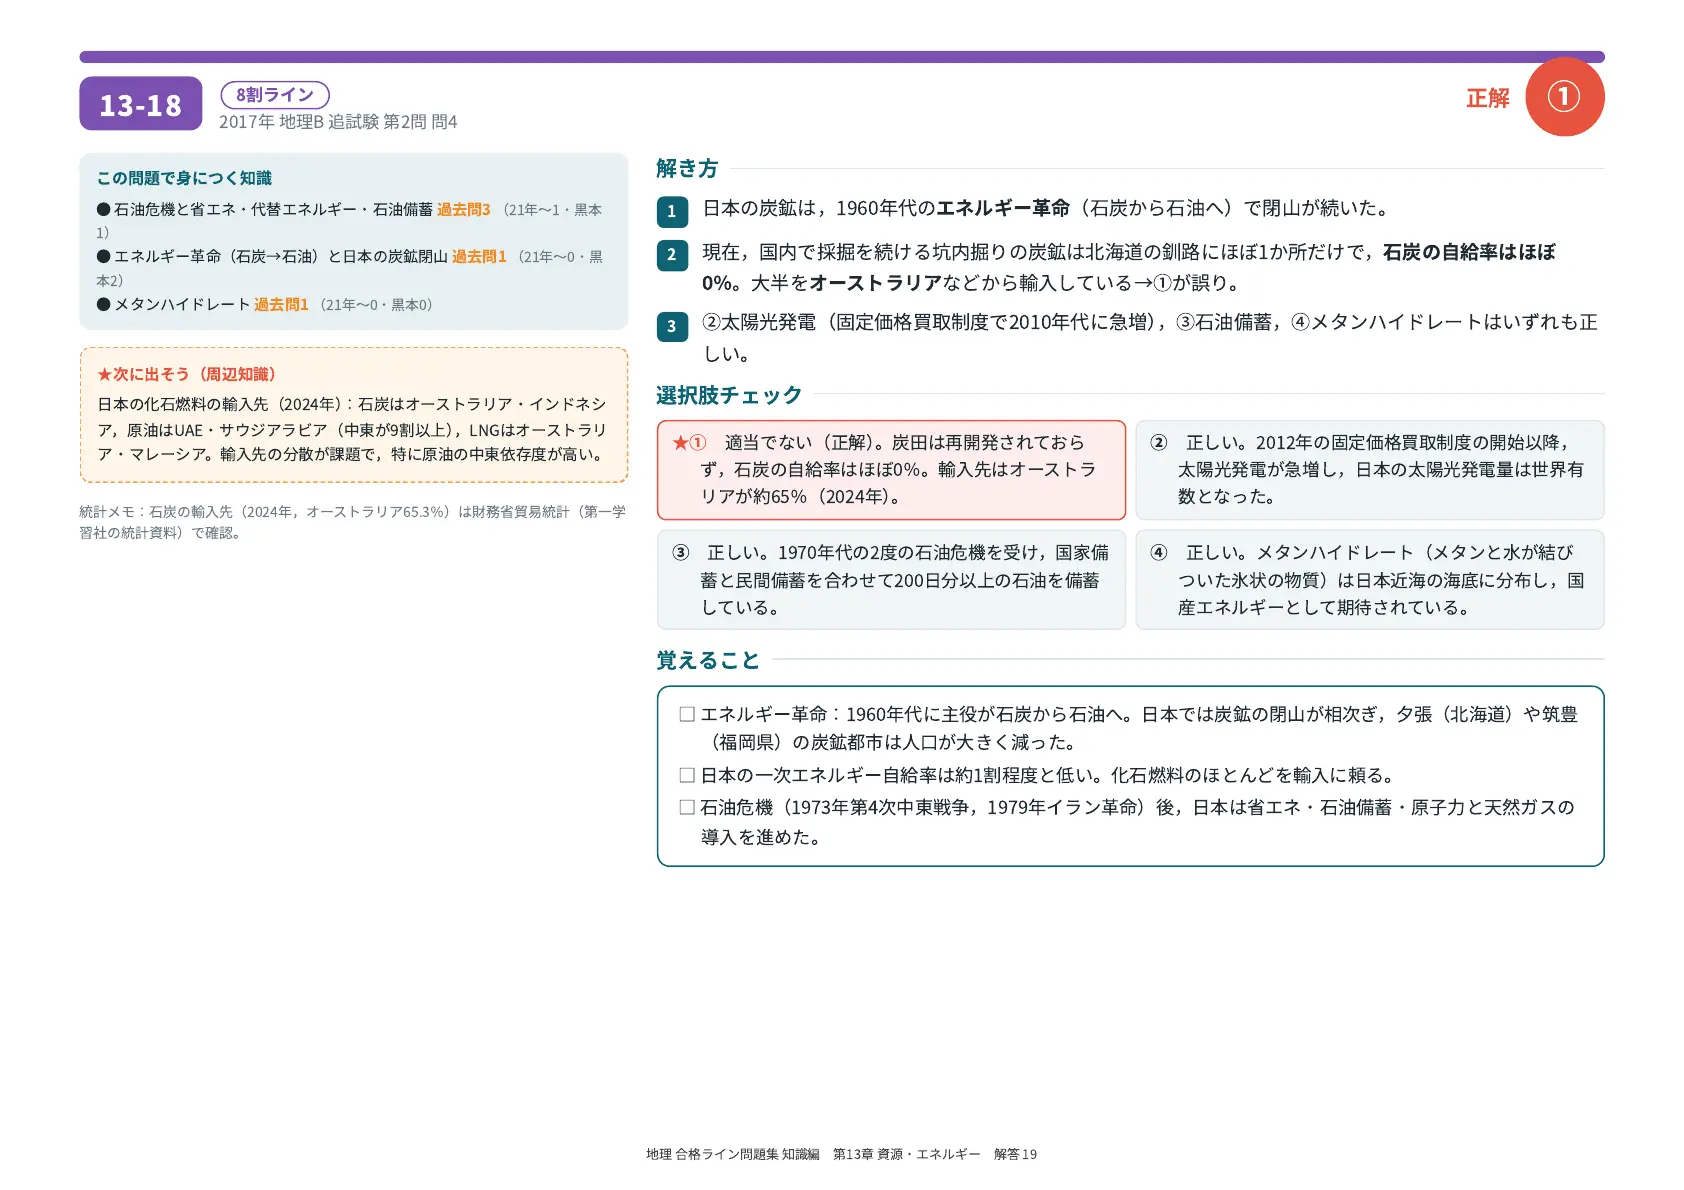 13-18
8割ライン
2017年 地理B 追試験 第2問 問4
正解
①
この問題で身につく知識
● 石油危機と省エネ・代替エネルギー・石油備蓄 過去問3 （21年〜1・黒本
1）
● エネルギー革命（石炭→石油）と日本の炭鉱閉山 過去問1 （21年〜0・黒
本2）
● メタンハイドレート 過去問1 （21年〜0・黒本0）
★次に出そう（周辺知識）
日本の化石燃料の輸入先（2024年）：石炭はオーストラリア・インドネシ
ア，原油はUAE・サウジアラビア（中東が9割以上），LNGはオーストラリ
ア・マレーシア。輸入先の分散が課題で，特に原油の中東依存度が高い。
統計メモ：石炭の輸入先（2024年，オーストラリア65.3%）は財務省貿易統計（第一学
習社の統計資料）で確認。
解き方
1 日本の炭鉱は，1960年代のエネルギー革命（石炭から石油へ）で閉山が続いた。
2 現在，国内で採掘を続ける坑内掘りの炭鉱は北海道の釧路にほぼ1か所だけで，石炭の自給率はほぼ
0%。大半をオーストラリアなどから輸入している→①が誤り。
3 ②太陽光発電（固定価格買取制度で2010年代に急増），③石油備蓄，④メタンハイドレートはいずれも正
しい。
選択肢チェック
★① 適当でない（正解）。炭田は再開発されておら
ず，石炭の自給率はほぼ0%。輸入先はオーストラ
リアが約65%（2024年）。
② 正しい。2012年の固定価格買取制度の開始以降，
太陽光発電が急増し，日本の太陽光発電量は世界有
数となった。
③ 正しい。1970年代の2度の石油危機を受け，国家備
蓄と民間備蓄を合わせて200日分以上の石油を備蓄
している。
④ 正しい。メタンハイドレート（メタンと水が結び
ついた氷状の物質）は日本近海の海底に分布し，国
産エネルギーとして期待されている。
覚えること
□ エネルギー革命：1960年代に主役が石炭から石油へ。日本では炭鉱の閉山が相次ぎ，夕張（北海道）や筑豊
（福岡県）の炭鉱都市は人口が大きく減った。
□ 日本の一次エネルギー自給率は約1割程度と低い。化石燃料のほとんどを輸入に頼る。
□ 石油危機（1973年第4次中東戦争，1979年イラン革命）後，日本は省エネ・石油備蓄・原子力と天然ガスの
導入を進めた。
地理 合格ライン問題集 知識編 第13章 資源・エネルギー 解答 19